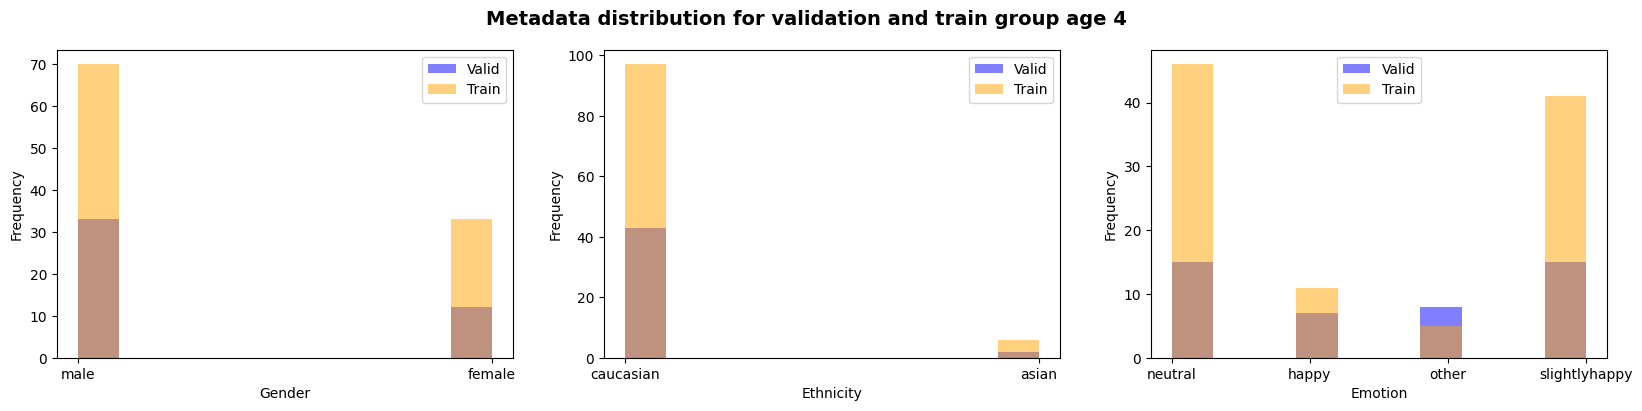 Metadata distribution for validation and train group age 4
Frequency
70
60
50
40
30
20
10
0
Valid
Train
male
female
Gender
Frequency
100
80
60
40
20
0
Valid
Train
caucasian
asian
Ethnicity
Frequency
40
30
20
10
0
Valid
Train
neutral
happy
other
slightlyhappy
Emotion